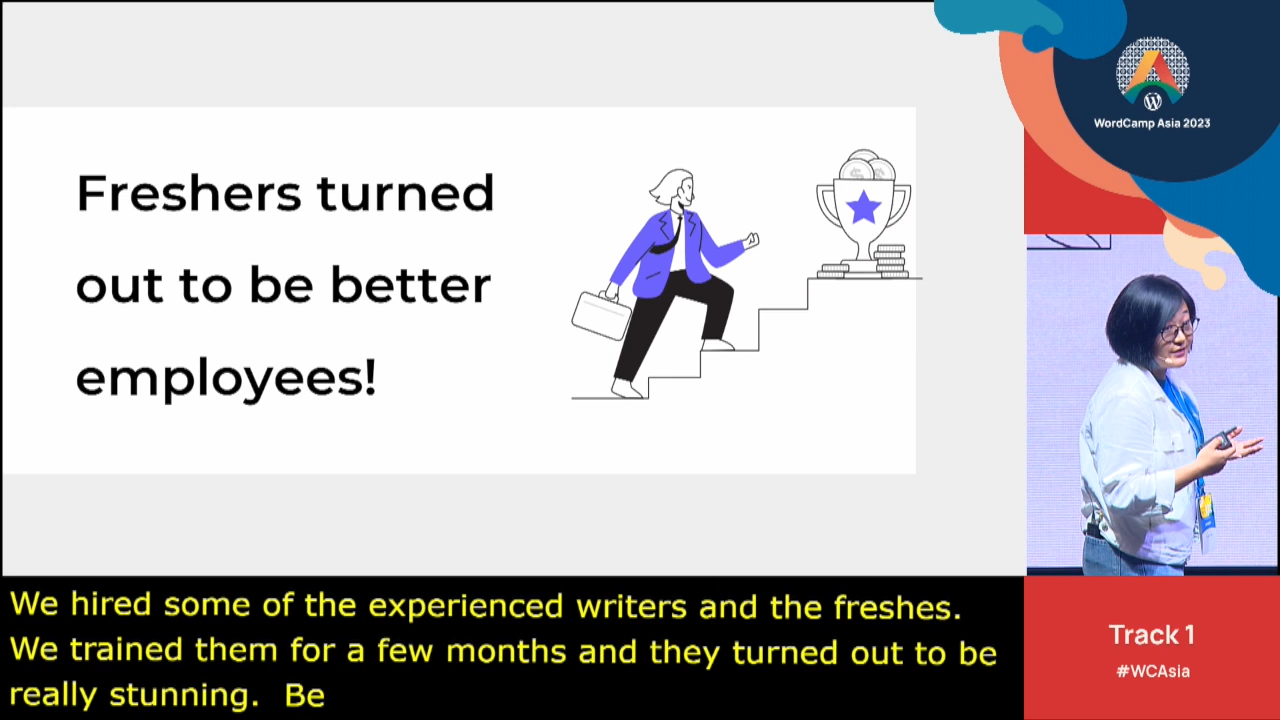 Freshers turned
out to be better
employees!
WordCamp Asia 2023
We hired some of the experienced writers and the freshes.
We trained them for a few months and they turned out to be
really stunning. Be
Track 1
#WCAsia